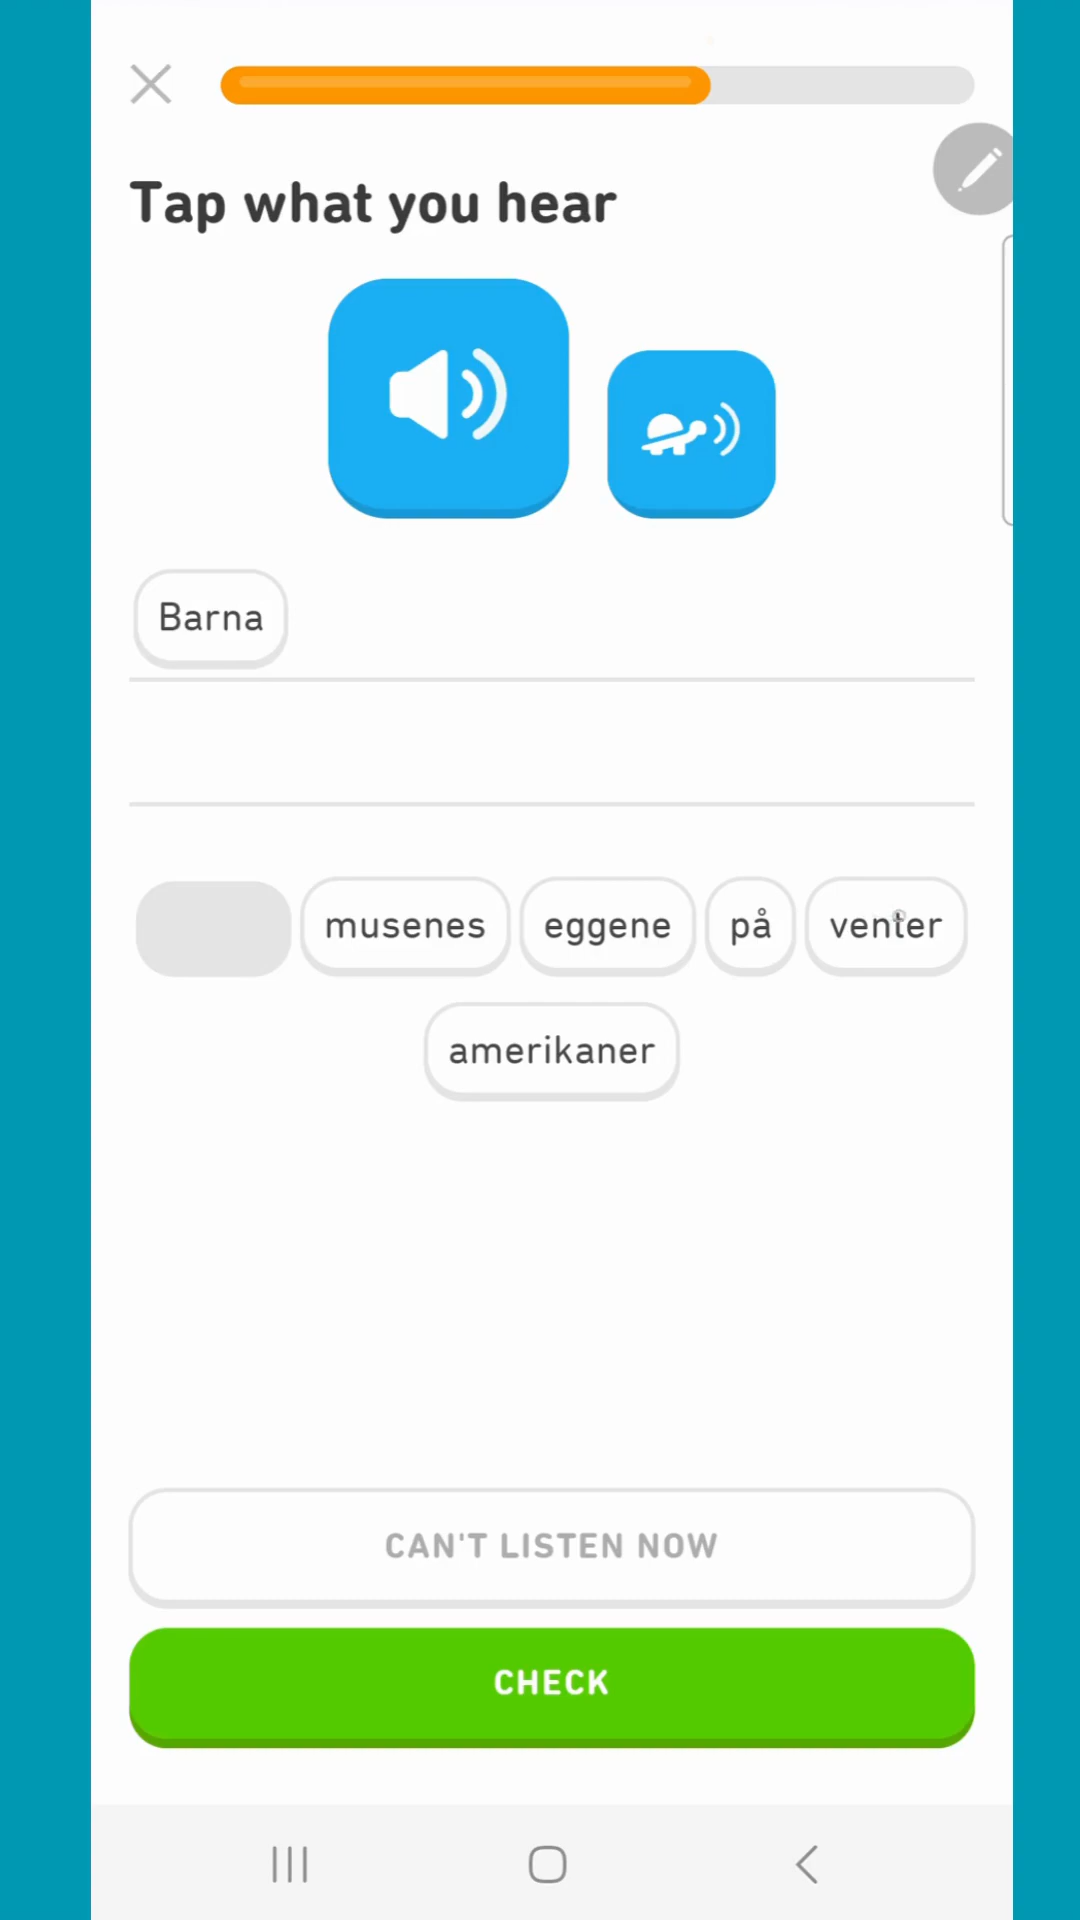 Tap what you hear
Barna
musenes eggene på venter
amerikaner
CAN'T LISTEN NOW
CHECK